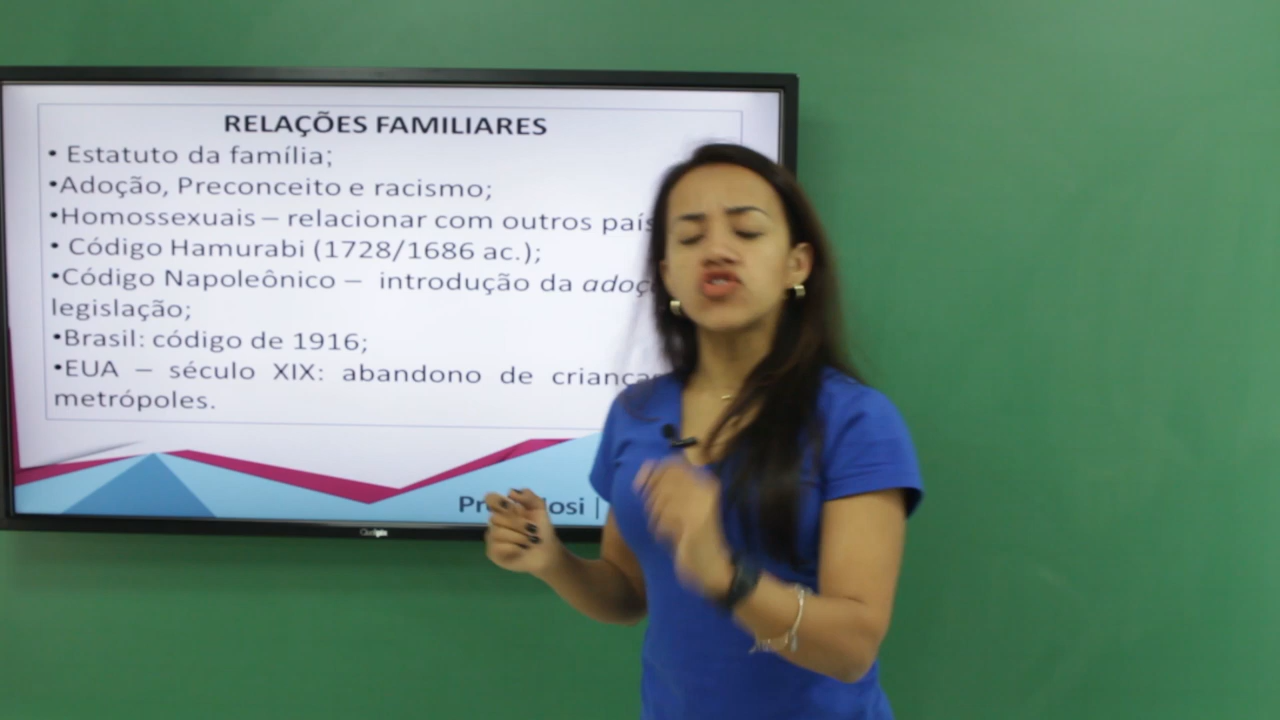 RELAÇÕES FAMILIARES
• Estatuto da família;
•Adoção, Preconceito e racismo;
•Homossexuais – relacionar com outros
• Código Hamurabi (1728/1686 ac.);
•Código Napoleônico – introdução da
legislação;
•Brasil: código de 1916;
•EUA – século XIX: abandono de
metrópoles.
|